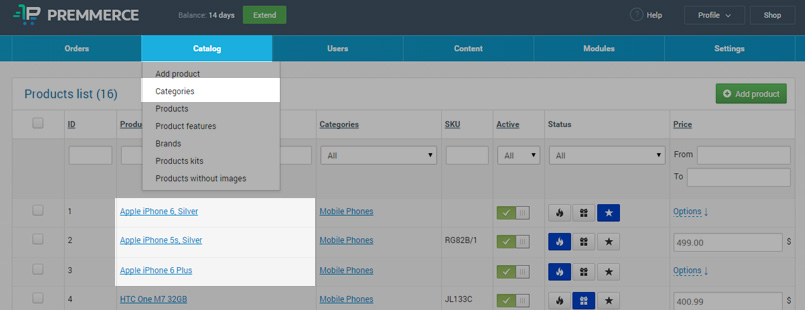 PREMMERCE
Balance: 14 days
Extend
? Help
Profile
Shop
Orders
Catalog
Users
Content
Modules
Settings
Add product
Categories
Products
Product features
Brands
Products kits
Products without images
Products list (16)
Add product
ID
Produ
Categories
SKU
Active
Status
Price
All
All
All
From
To
1
Apple iPhone 6, Silver
Mobile Phones
Options ↓
2
Apple iPhone 5s, Silver
Mobile Phones
RG82B/1
499.00
$
3
Apple iPhone 6 Plus
Mobile Phones
Options ↓
4
HTC One M7 32GB
Mobile Phones
JL133C
400.99
$